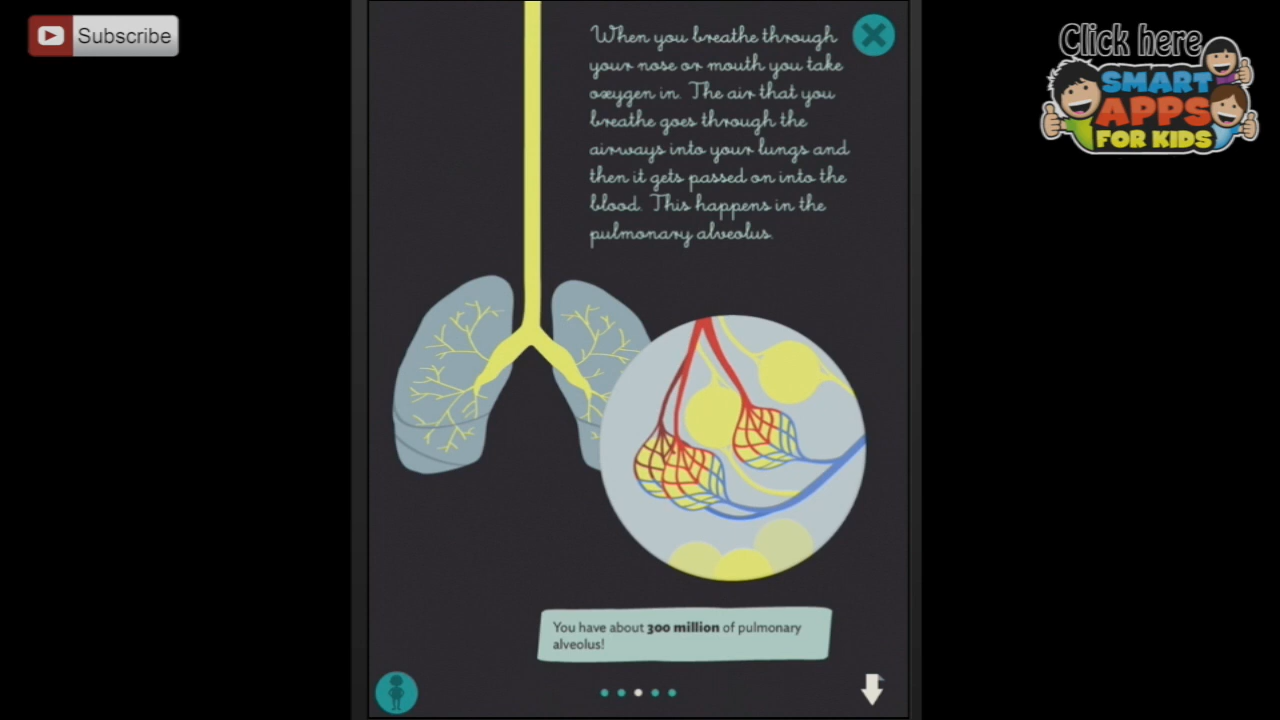 Subscribe
When you breathe through
your nose or mouth you take
oxygen in. The air that you
breathe goes through the
airways into your lungs and
then it gets passed on into the
blood. This happens in the
pulmonary alveolus.
Click here
SMART
APPS
FOR KIDS
You have about 300 million of pulmonary
alveolus!